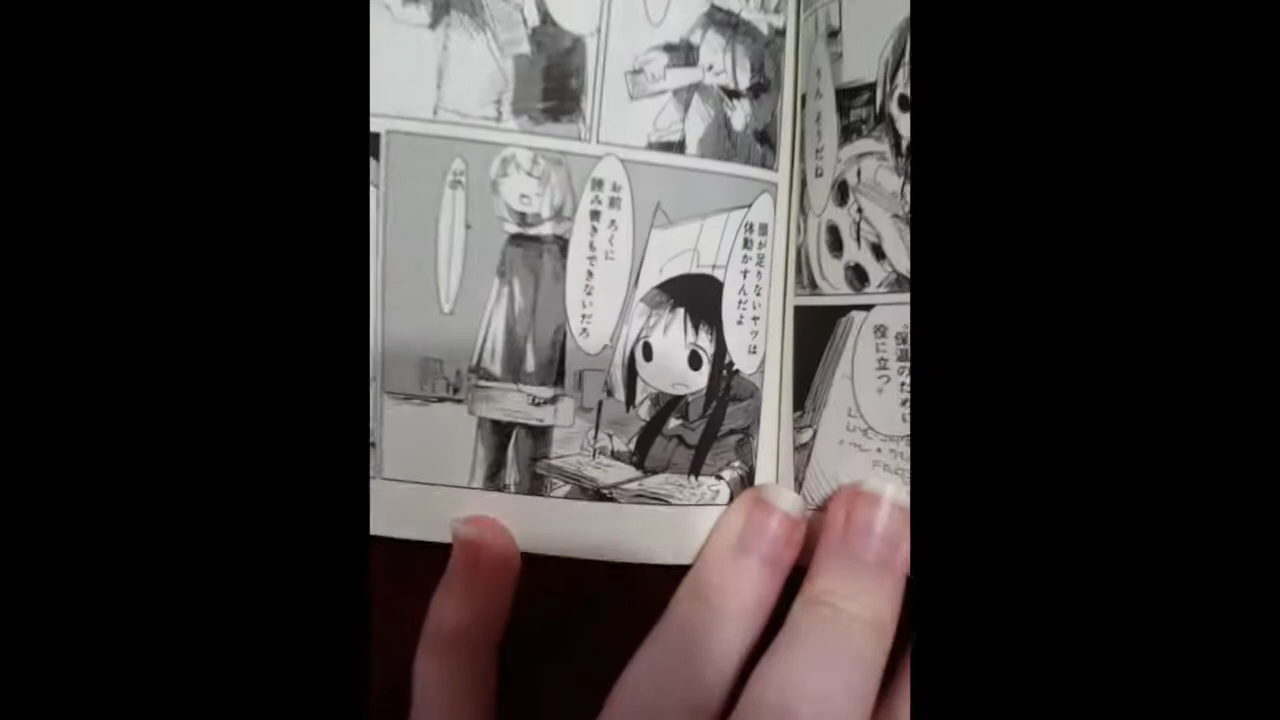 うん そうだね
保温のために
役に立つ。
頭が足りないヤツは
体動かすんだよ
お前 ろくに
読み書きもできないだろ